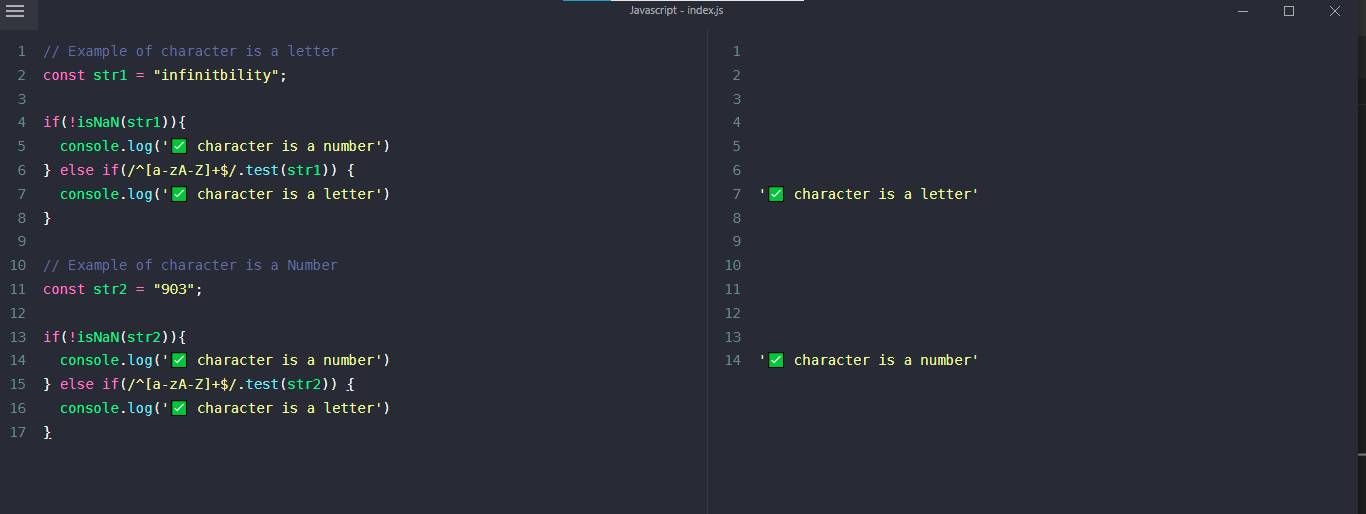 Javascript - index.js
1 // Example of character is a letter
2 const str1 = "infinitbility";
3
4 if(!isNaN(str1)){
5   console.log('✅ character is a number')
6 } else if(/^[a-zA-Z]+$/.test(str1)) {
7   console.log('✅ character is a letter')
8 }
9
10 // Example of character is a Number
11 const str2 = "903";
12
13 if(!isNaN(str2)){
14   console.log('✅ character is a number')
15 } else if(/^[a-zA-Z]+$/.test(str2)) {
16   console.log('✅ character is a letter')
17 }
1
2
3
4
5
6
7 '✅ character is a letter'
8
9
10
11
12
13
14 '✅ character is a number'